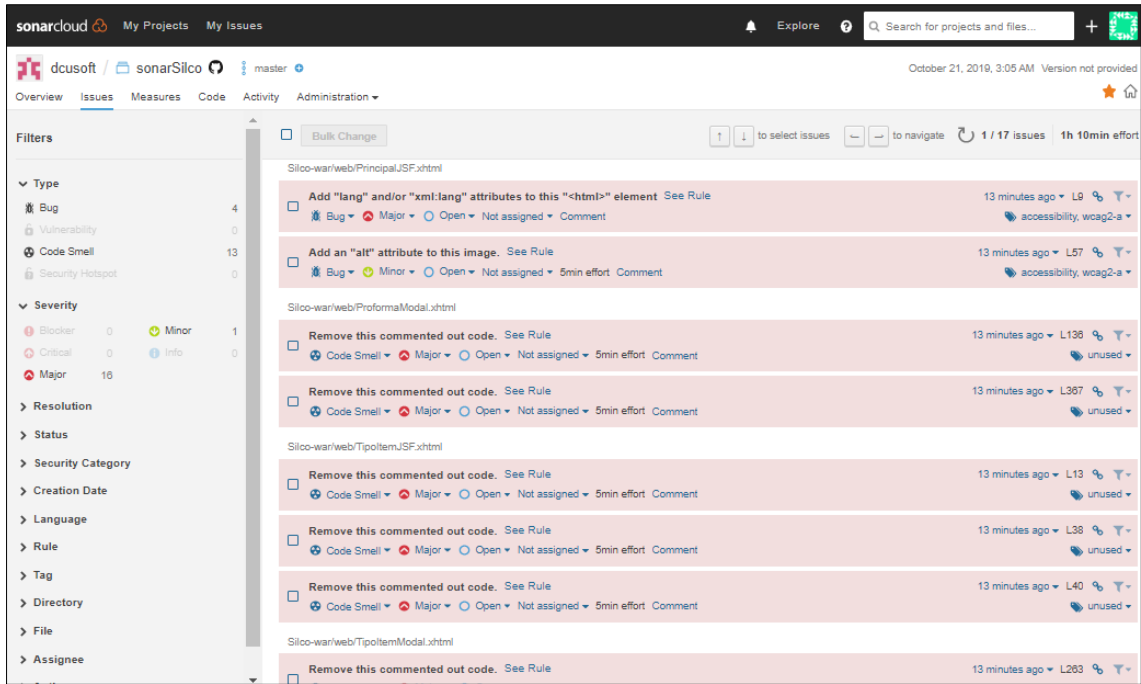 sonarcloud My Projects My Issues Explore Search for projects and files...
dcusoft / sonarSilco master October 21, 2019, 3:05 AM Version not provided
Overview Issues Measures Code Activity Administration
Filters
Type
Bug 4
Vulnerability 0
Code Smell 13
Security Hotspot 0
Severity
Blocker 0 Minor 1
Critical 0 Info 0
Major 16
Resolution
Status
Security Category
Creation Date
Language
Rule
Tag
Directory
File
Assignee
Bulk Change to select issues to navigate 1 / 17 issues 1h 10min effort
Silco-war/web/PrincipalJSF.xhtml
Add "lang" and/or "xml:lang" attributes to this "<html>" element See Rule 13 minutes ago L9
Bug Major Open Not assigned Comment accessibility, wcag2-a
Add an "alt" attribute to this image. See Rule 13 minutes ago L57
Bug Minor Open Not assigned 5min effort Comment accessibility, wcag2-a
Silco-war/web/ProformaModal.xhtml
Remove this commented out code. See Rule 13 minutes ago L136
Code Smell Major Open Not assigned 5min effort Comment unused
Remove this commented out code. See Rule 13 minutes ago L367
Code Smell Major Open Not assigned 5min effort Comment unused
Silco-war/web/TipoItemJSF.xhtml
Remove this commented out code. See Rule 13 minutes ago L13
Code Smell Major Open Not assigned 5min effort Comment unused
Remove this commented out code. See Rule 13 minutes ago L38
Code Smell Major Open Not assigned 5min effort Comment unused
Remove this commented out code. See Rule 13 minutes ago L40
Code Smell Major Open Not assigned 5min effort Comment unused
Silco-war/web/TipoItemModal.xhtml
Remove this commented out code. See Rule 13 minutes ago L263